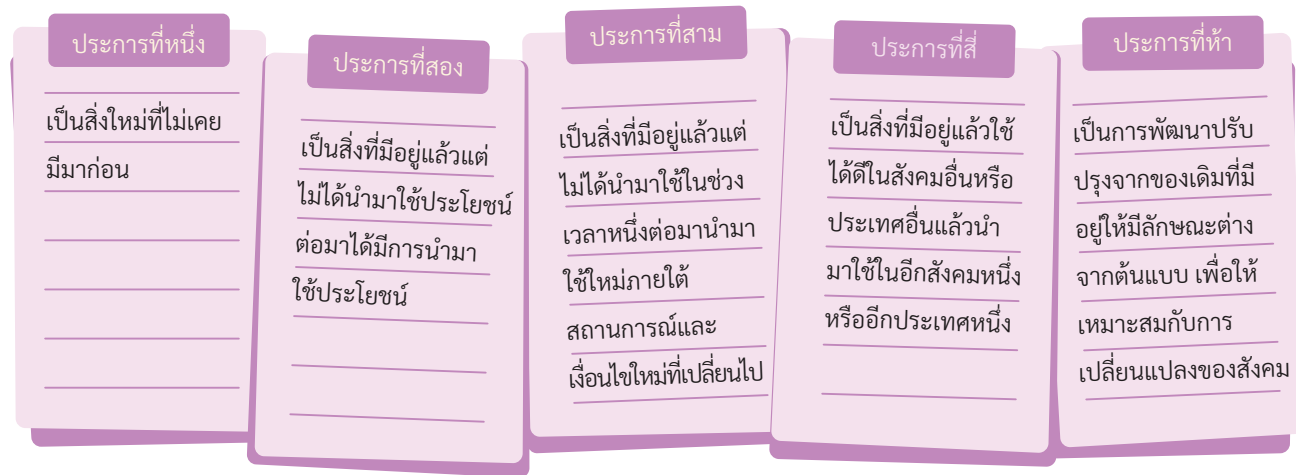 ประการที่หนึ่ง
เป็นสิ่งใหม่ที่ไม่เคย
มีมาก่อน
ประการที่สอง
เป็นสิ่งที่มีอยู่แล้วแต่
ไม่ได้นำมาใช้ประโยชน์
ต่อมาได้มีการนำมา
ใช้ประโยชน์
ประการที่สาม
เป็นสิ่งที่มีอยู่แล้วแต่
ไม่ได้นำมาใช้ในช่วง
เวลาหนึ่งต่อมานำมา
ใช้ใหม่ภายใต้
สถานการณ์และ
เงื่อนไขใหม่ที่เปลี่ยนไป
ประการที่สี่
เป็นสิ่งที่มีอยู่แล้วใช้
ได้ดีในสังคมอื่นหรือ
ประเทศอื่นแล้วนำ
มาใช้ในอีกสังคมหนึ่ง
หรืออีกประเทศหนึ่ง
ประการที่ห้า
เป็นการพัฒนาปรับ
ปรุงจากของเดิมที่มี
อยู่ให้มีลักษณะต่าง
จากต้นแบบ เพื่อให้
เหมาะสมกับการ
เปลี่ยนแปลงของสังคม